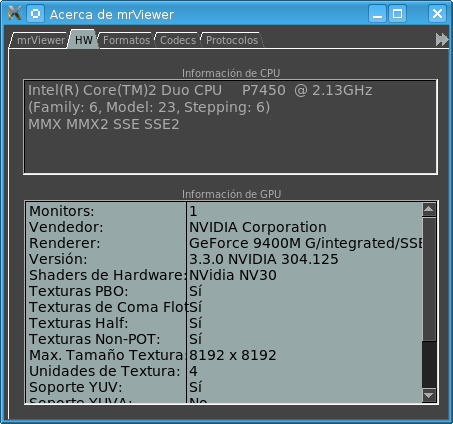 Acerca de mrViewer
mrViewer HW Formatos Codecs Protocolos
Información de CPU
Intel(R) Core(TM)2 Duo CPU P7450 @ 2.13GHz
(Family: 6, Model: 23, Stepping: 6)
MMX MMX2 SSE SSE2
Información de GPU
Monitors: 1
Vendedor: NVIDIA Corporation
Renderer: GeForce 9400M G/integrated/SSE
Versión: 3.3.0 NVIDIA 304.125
Shaders de Hardware: NVidia NV30
Texturas PBO: Sí
Texturas de Coma Flot Sí
Texturas Half: Sí
Texturas Non-POT: Sí
Max. Tamaño Textura: 8192 x 8192
Unidades de Textura: 4
Soporte YUV: Sí
Soporte YUVA: No